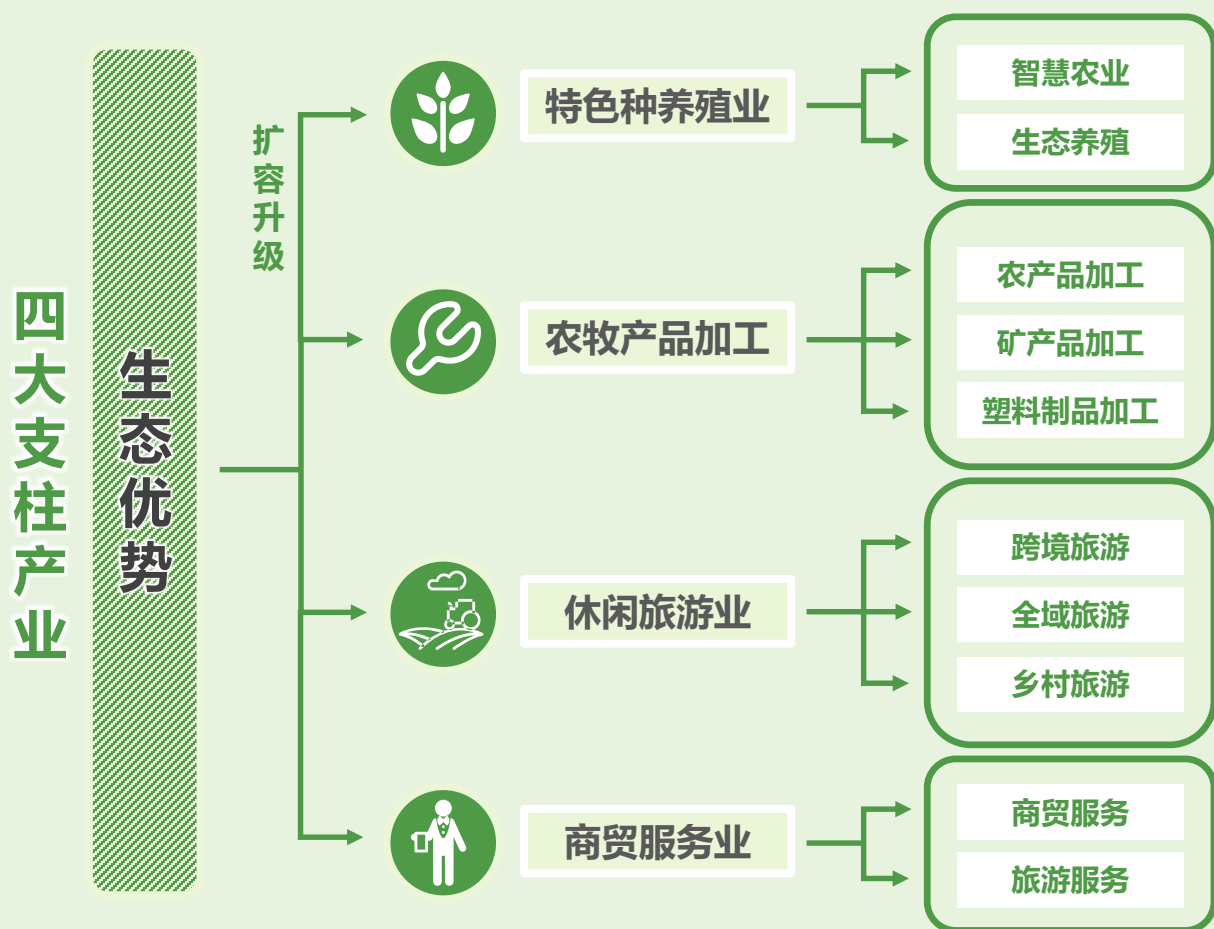 四大支柱产业
生态优势
扩容升级
特色种养殖业
智慧农业
生态养殖
农牧产品加工
农产品加工
矿产品加工
塑料制品加工
休闲旅游业
跨境旅游
全域旅游
乡村旅游
商贸服务业
商贸服务
旅游服务